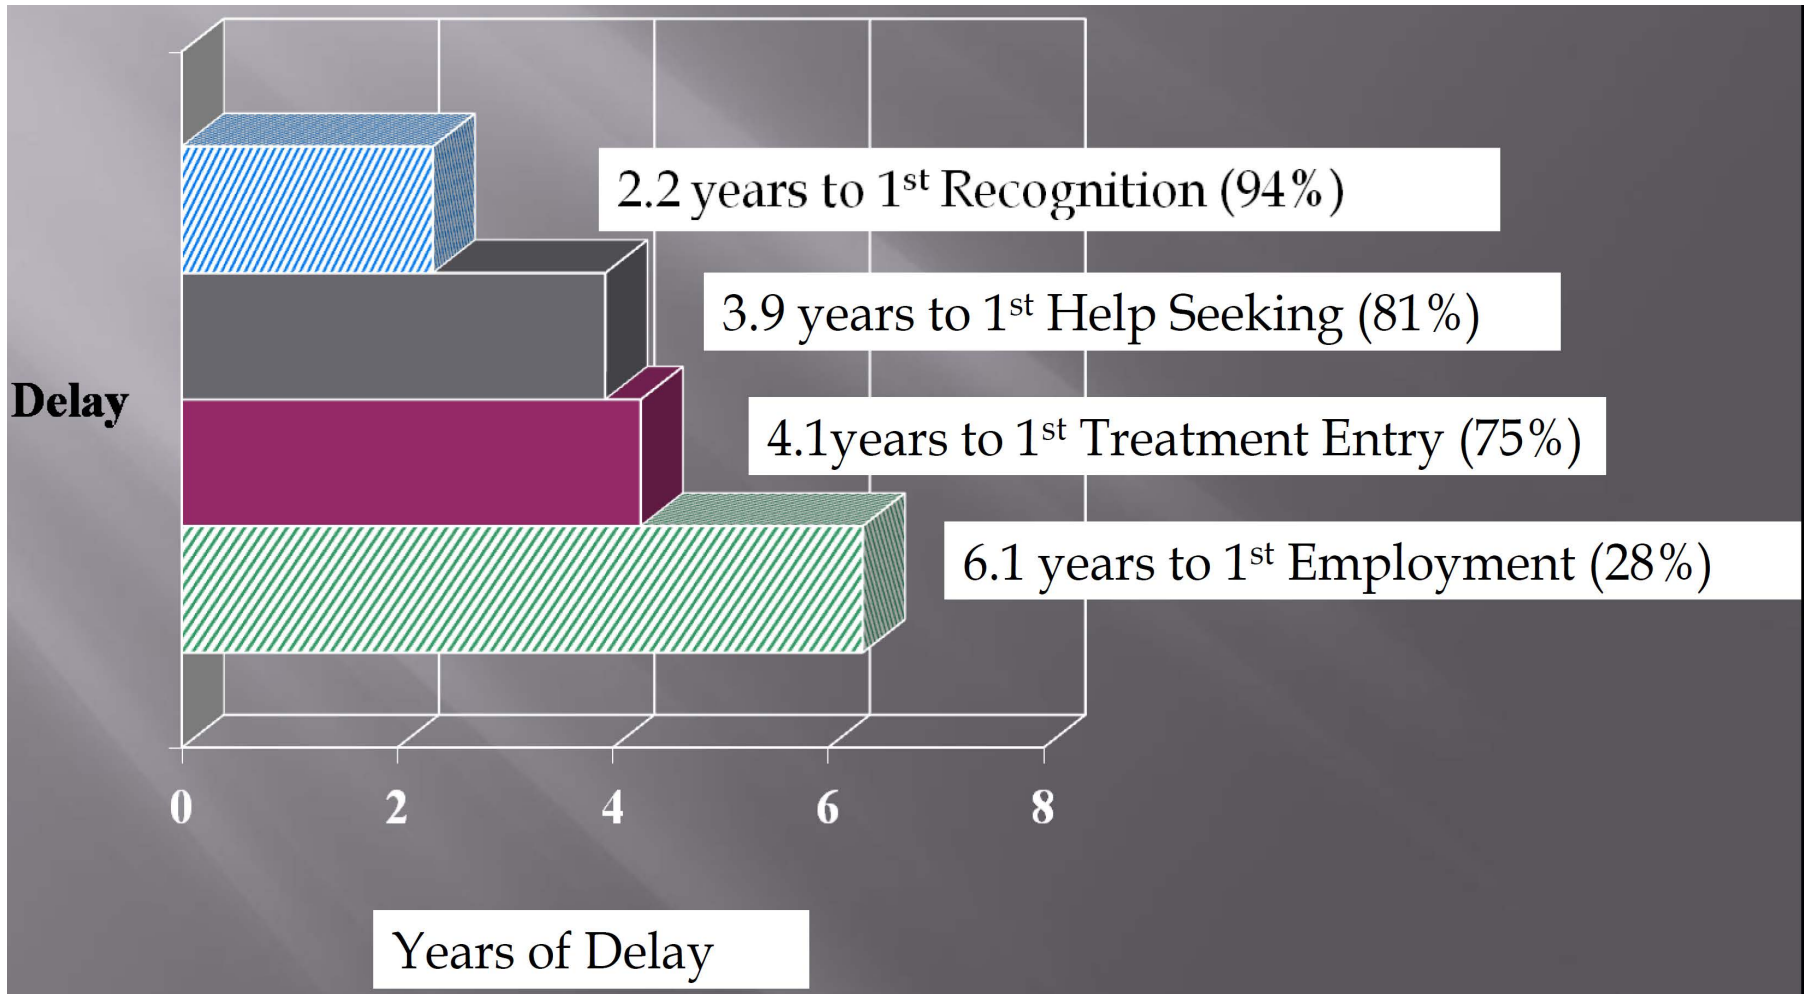 2.2 years to 1st Recognition (94%)
3.9 years to 1st Help Seeking (81%)
Delay
4.1years to 1st Treatment Entry (75%)
6.1 years to 1st Employment (28%)
0 2 4 6 8
Years of Delay